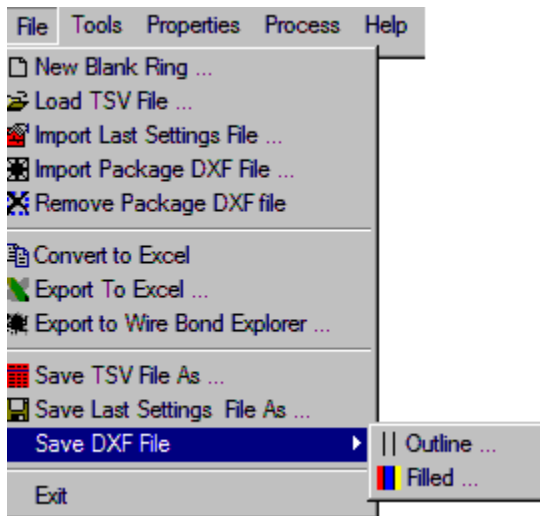 File Tools Properties Process Help
New Blank Ring ...
Load TSV File ...
Import Last Settings File ...
Import Package DXF File ...
Remove Package DXF file
Convert to Excel
Export To Excel ...
Export to Wire Bond Explorer ...
Save TSV File As ...
Save Last Settings File As ...
Save DXF File
Outline ...
Filled ...
Exit